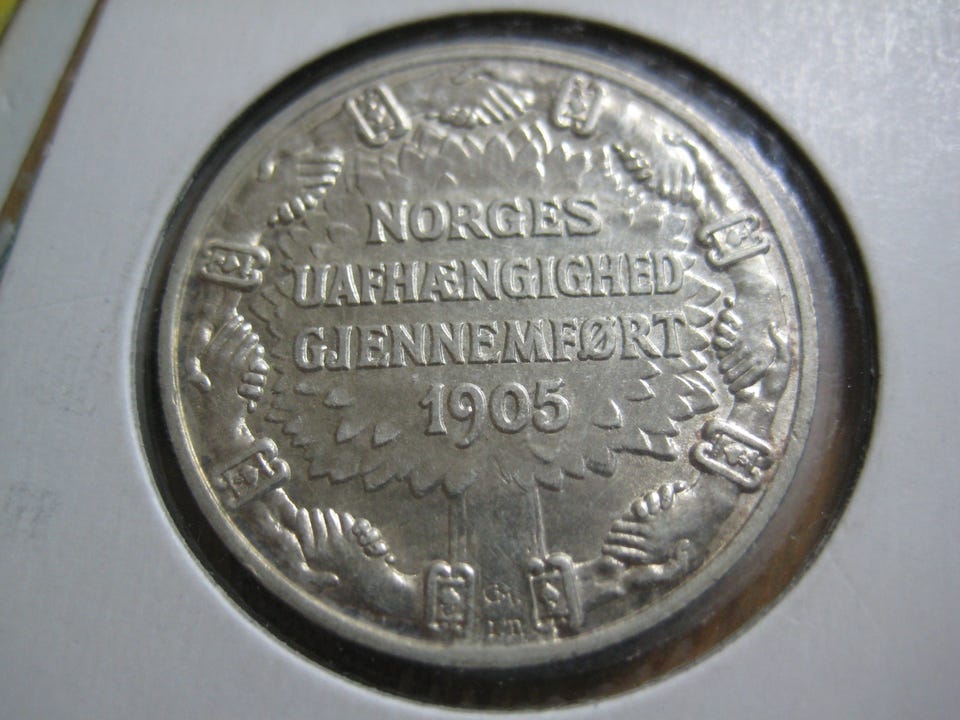 NORGES
UAFHÆNGIGHED
GJENNEMFØRT
1905
I.T.